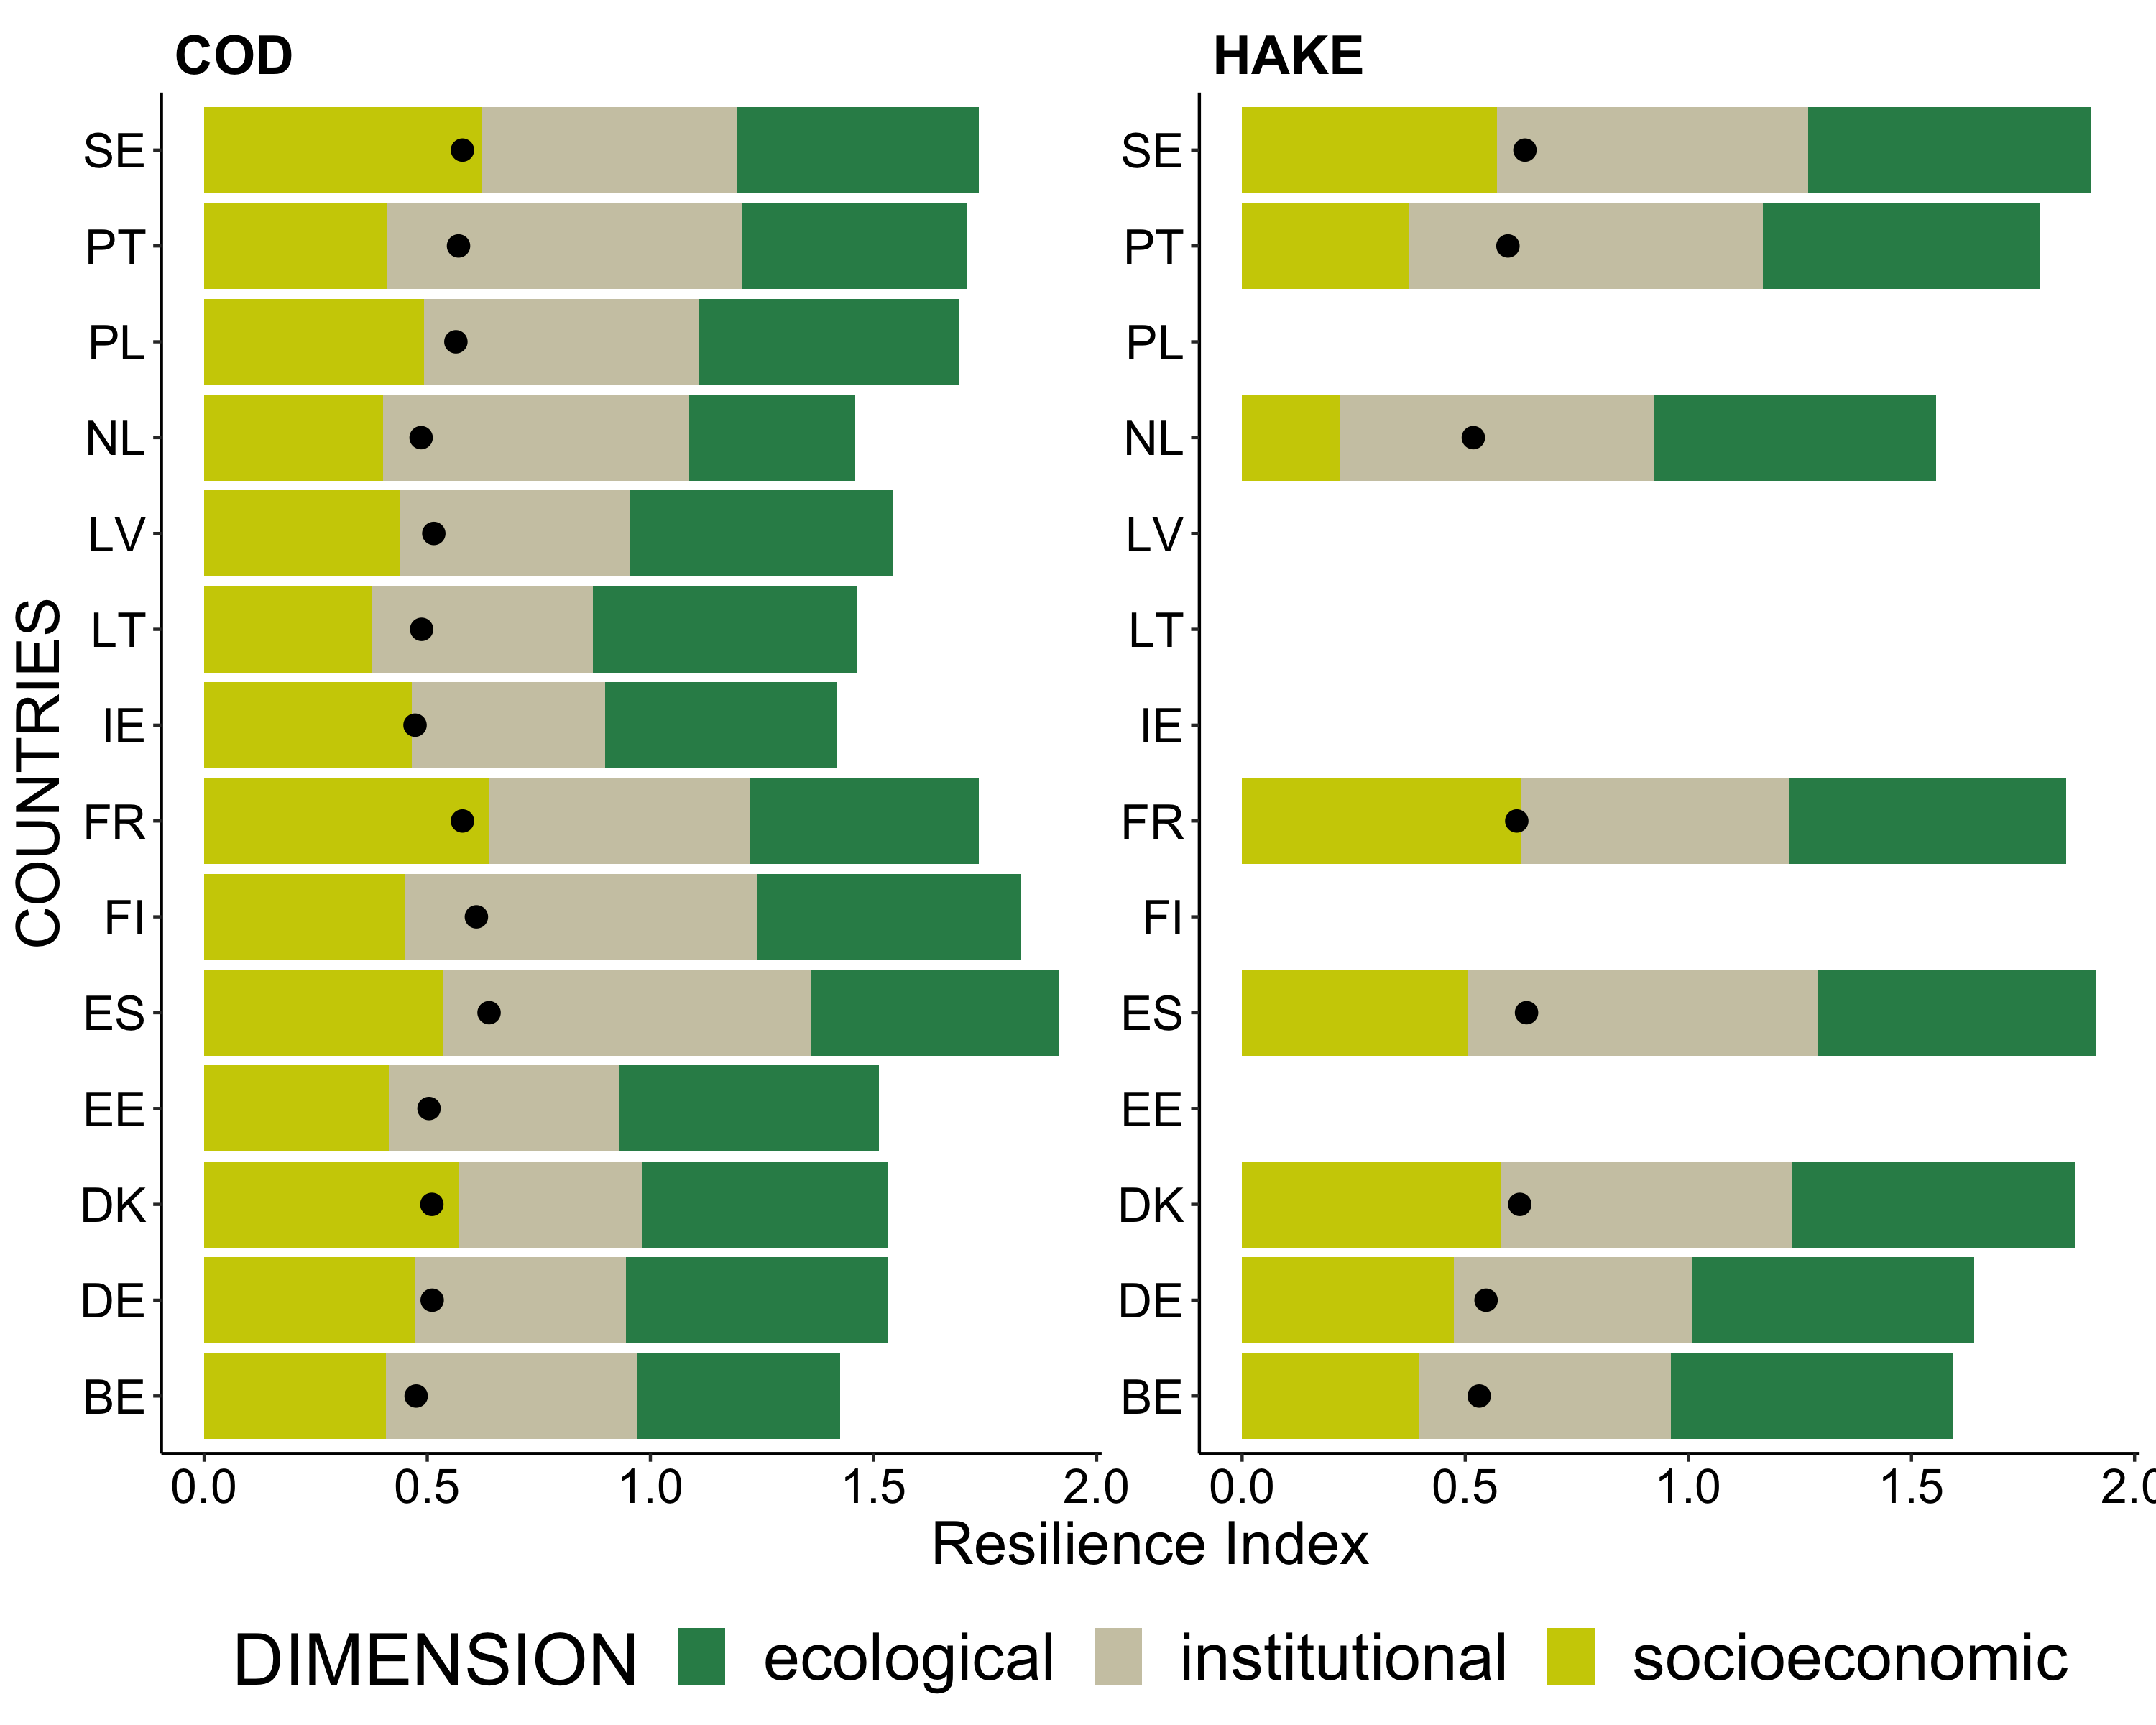 COD
HAKE
COUNTRIES
SE
PT
PL
NL
LV
LT
IE
FR
FI
ES
EE
DK
DE
BE
SE
PT
PL
NL
LV
LT
IE
FR
FI
ES
EE
DK
DE
BE
0.0 0.5 1.0 1.5 2.0
0.0 0.5 1.0 1.5 2.0
Resilience Index
DIMENSION ecological institutional socioeconomic